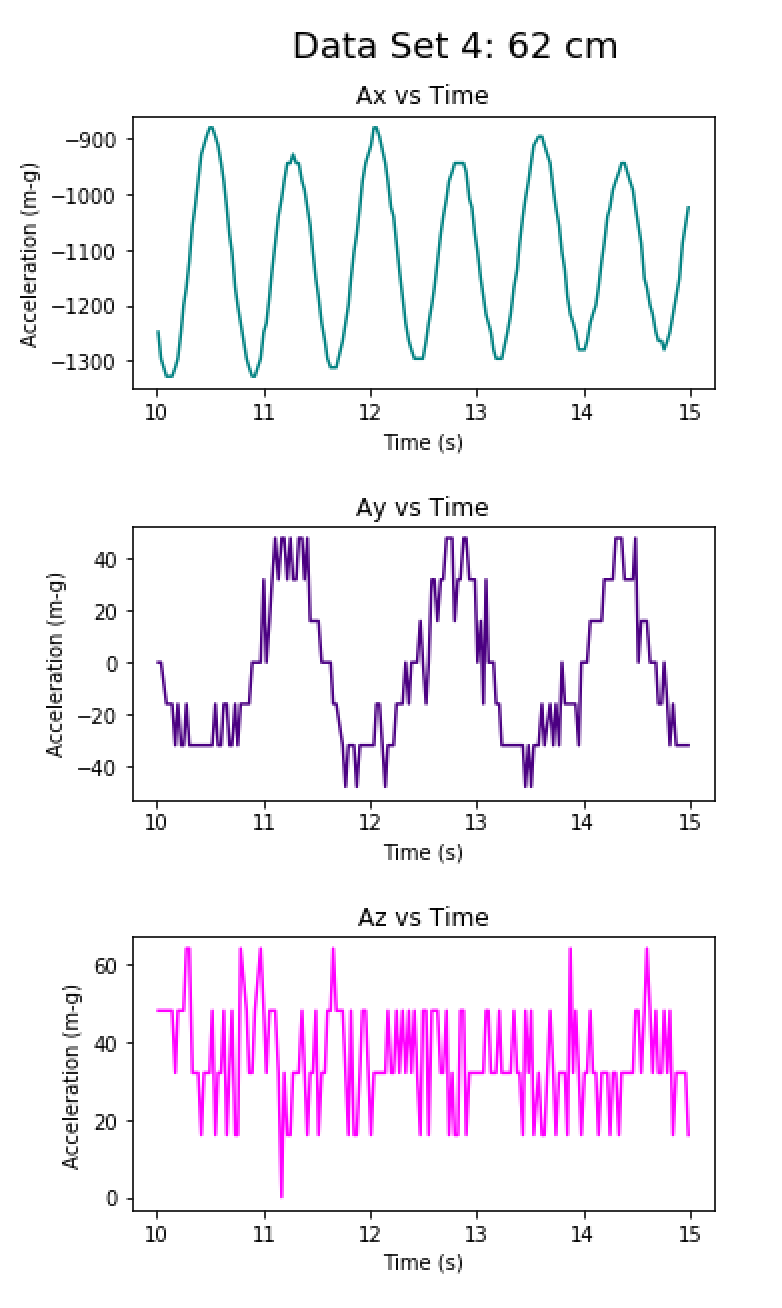 Data Set 4: 62 cm
Ax vs Time
Acceleration (m-g)
−900
−1000
−1100
−1200
−1300
10 11 12 13 14 15
Time (s)
Ay vs Time
Acceleration (m-g)
40
20
0
−20
−40
10 11 12 13 14 15
Time (s)
Az vs Time
Acceleration (m-g)
60
40
20
0
10 11 12 13 14 15
Time (s)